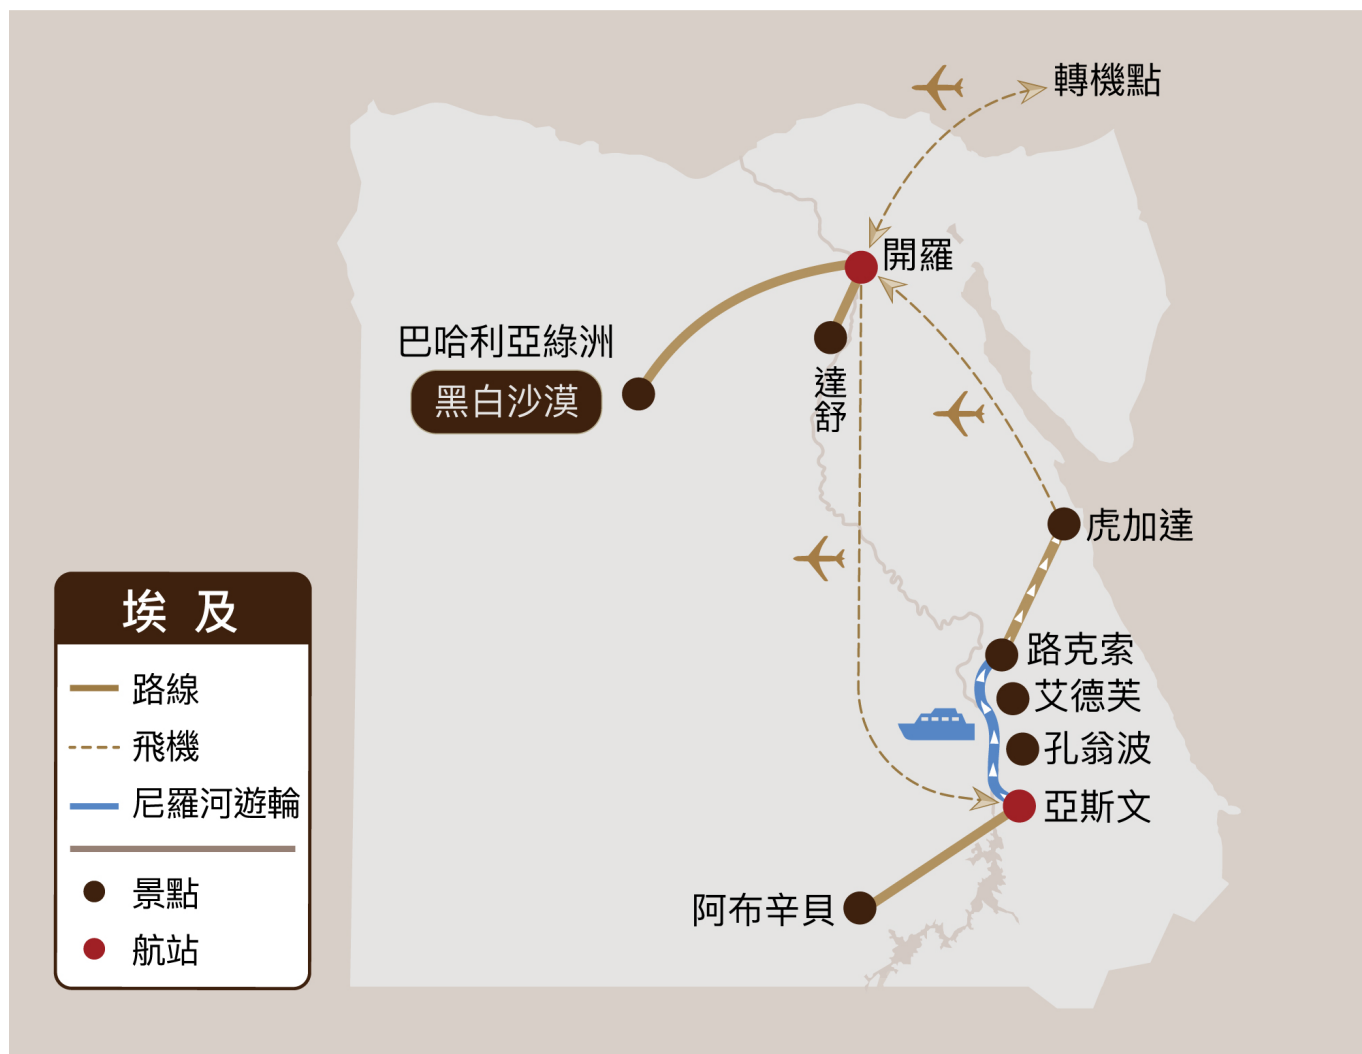 轉機點
開羅
巴哈利亞綠洲
黑白沙漠
達
舒
虎加達
路克索
艾德芙
孔翁波
亞斯文
阿布辛貝
埃及
路線
飛機
尼羅河遊輪
景點
航站